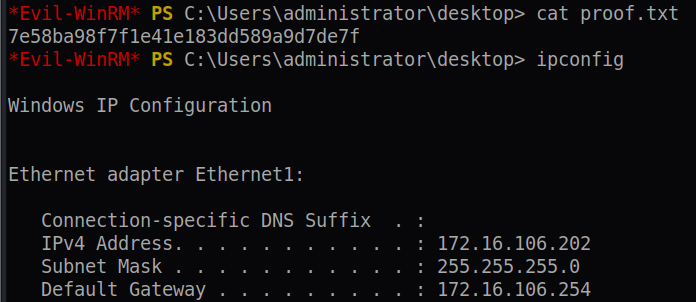 *Evil-WinRM* PS C:\Users\administrator\desktop> cat proof.txt
7e58ba98f7f1e41e183dd589a9d7de7f
*Evil-WinRM* PS C:\Users\administrator\desktop> ipconfig
Windows IP Configuration
Ethernet adapter Ethernet1:
Connection-specific DNS Suffix  . :
IPv4 Address. . . . . . . . . . . : 172.16.106.202
Subnet Mask . . . . . . . . . . . : 255.255.255.0
Default Gateway . . . . . . . . . : 172.16.106.254